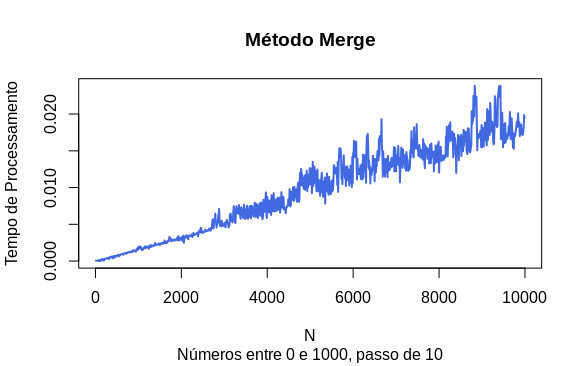 Método Merge
Tempo de Processamento
0.020
0.010
0.000
0 2000 4000 6000 8000 10000
N
Números entre 0 e 1000, passo de 10